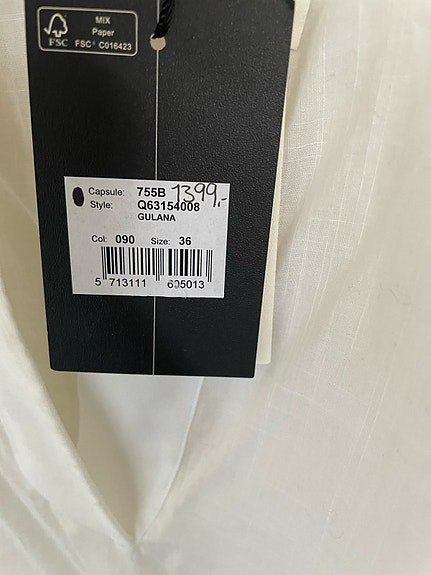 MIX
Paper
FSC
FSC® C016423
Capsule: 755B 1399,-
Style: Q63154008
GULANA
Col: 090 Size: 36
5 713111 605013